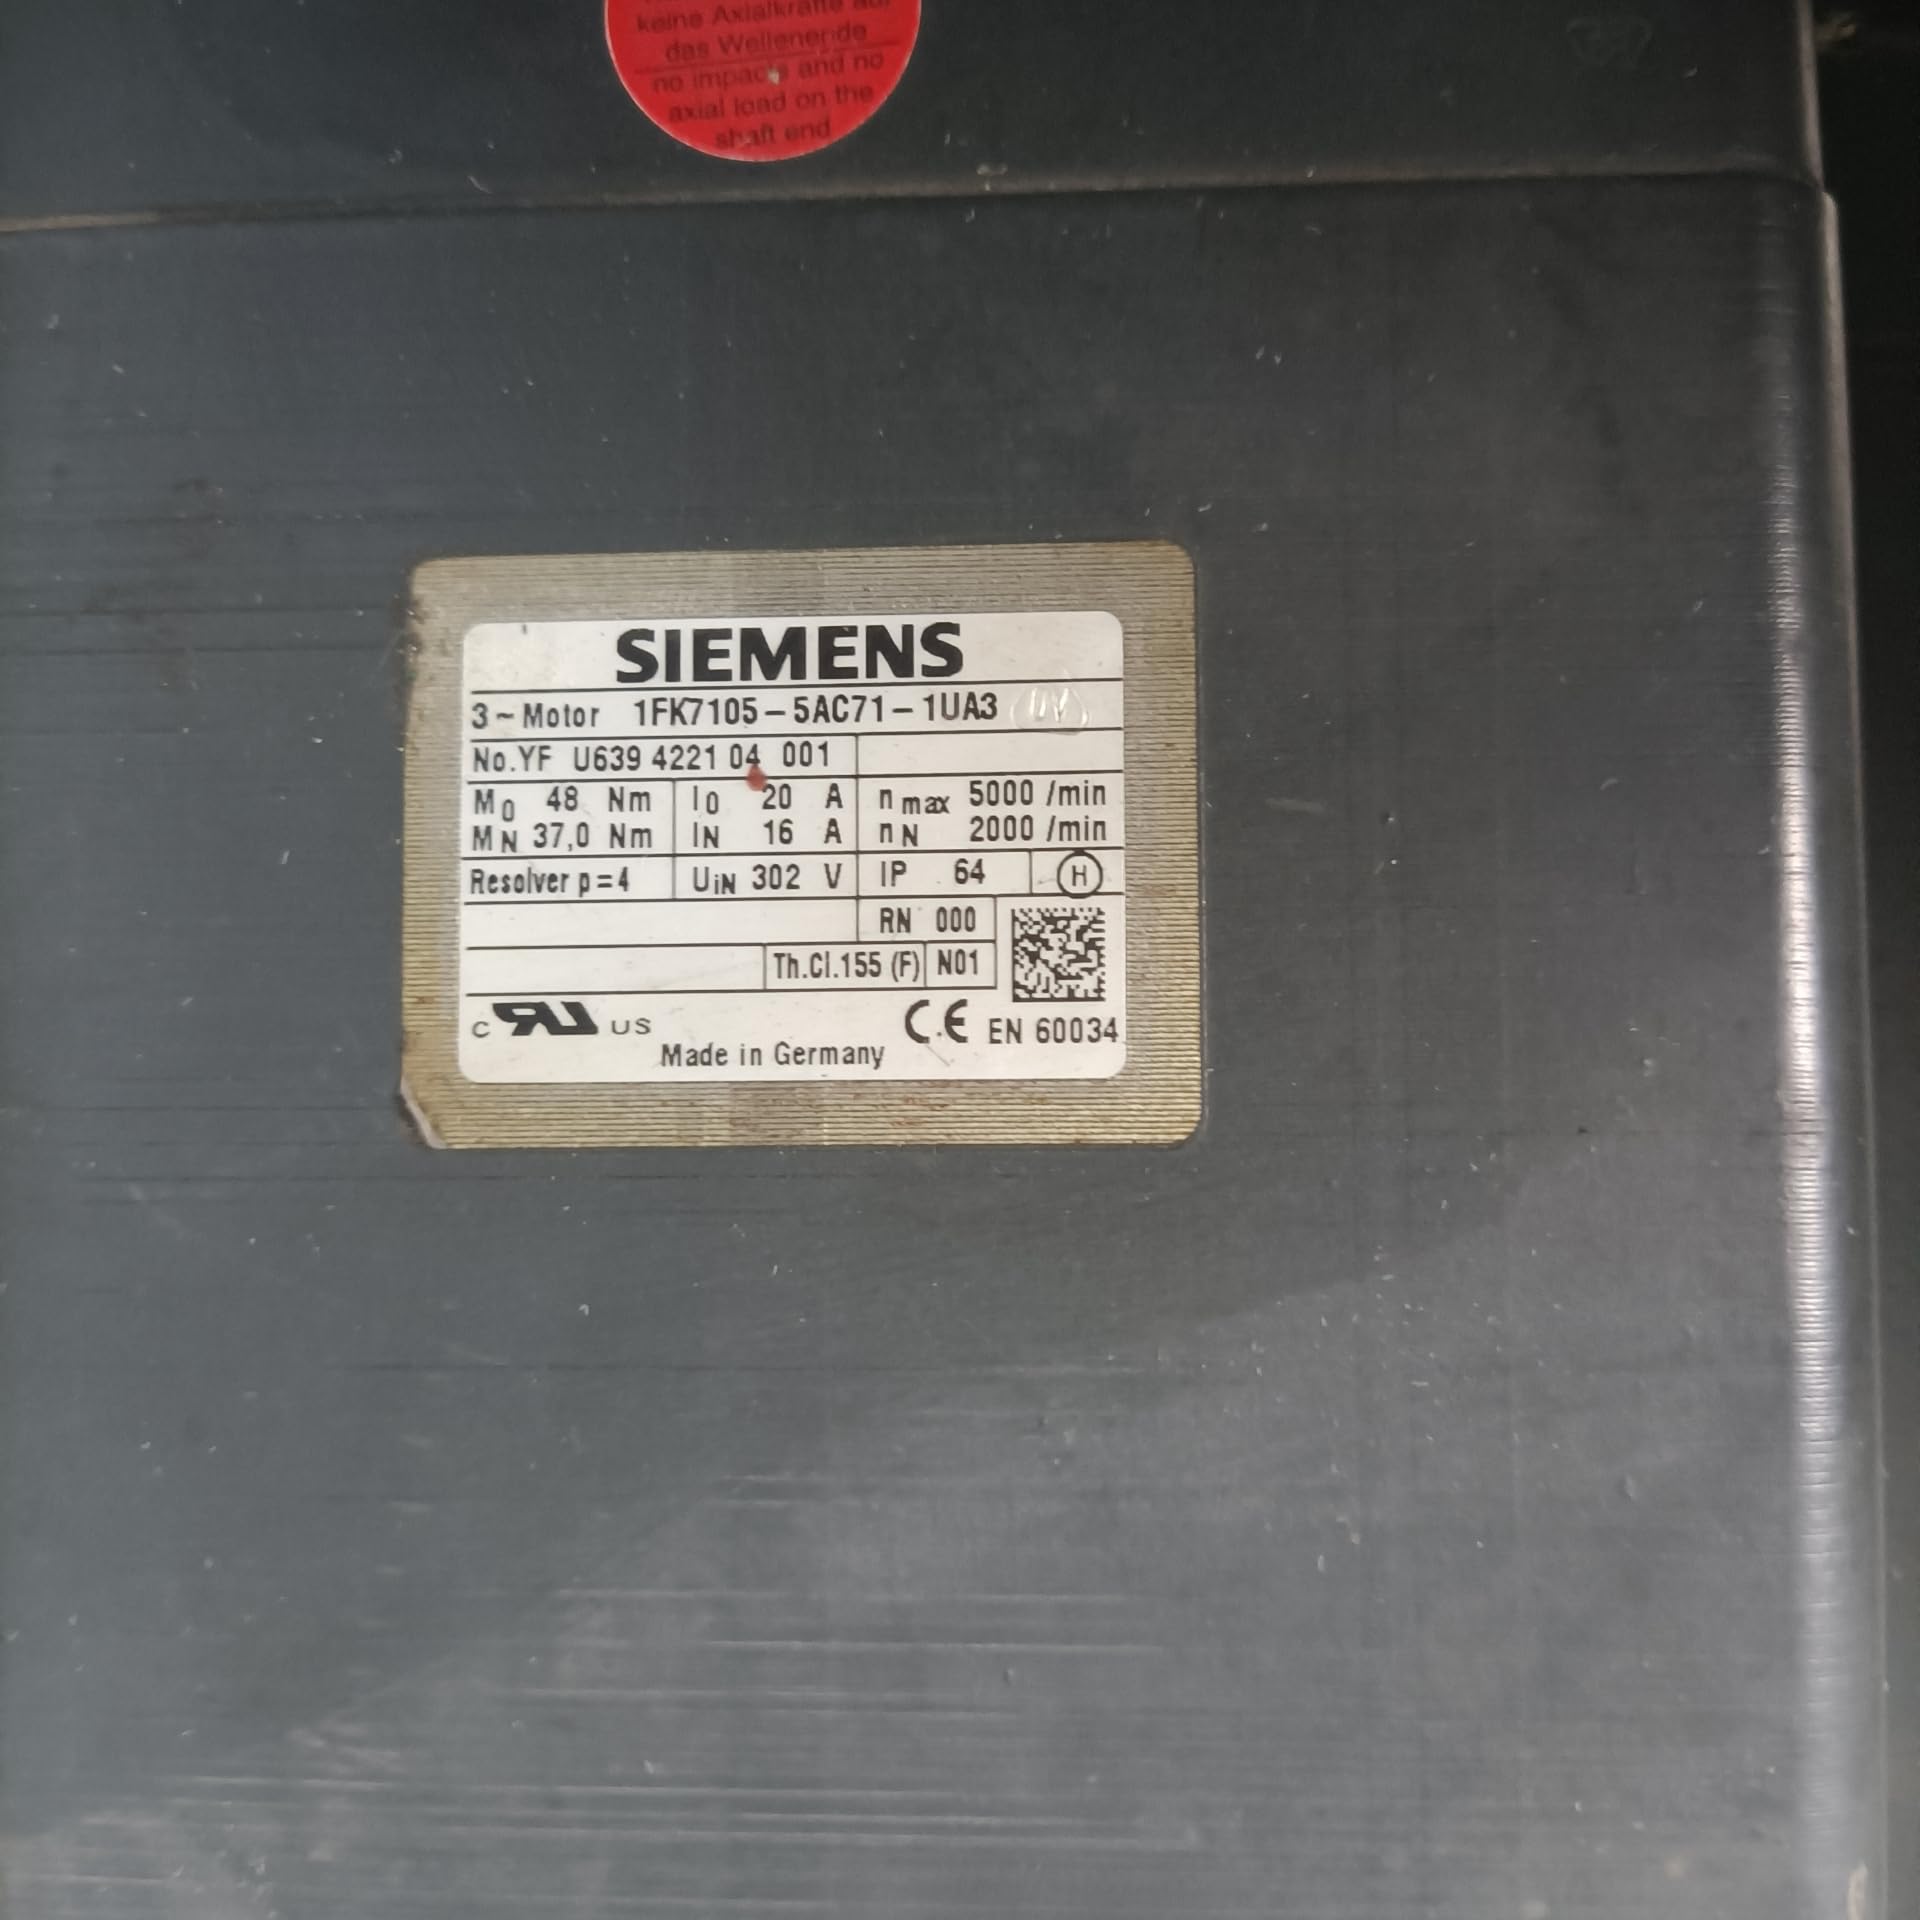 keine Axialkräfte auf
das Wellenende
no impacts and no
axial load on the
shaft end
SIEMENS
3~Motor 1FK7105-5AC71-1UA3
No.YF U639 4221 04 001
M0 48 Nm I0 20 A nmax 5000 /min
MN 37,0 Nm IN 16 A nN 2000 /min
Resolver p=4 UiN 302 V IP 64 H
RN 000
Th.Cl.155 (F) N01
C RU US CE EN 60034
Made in Germany